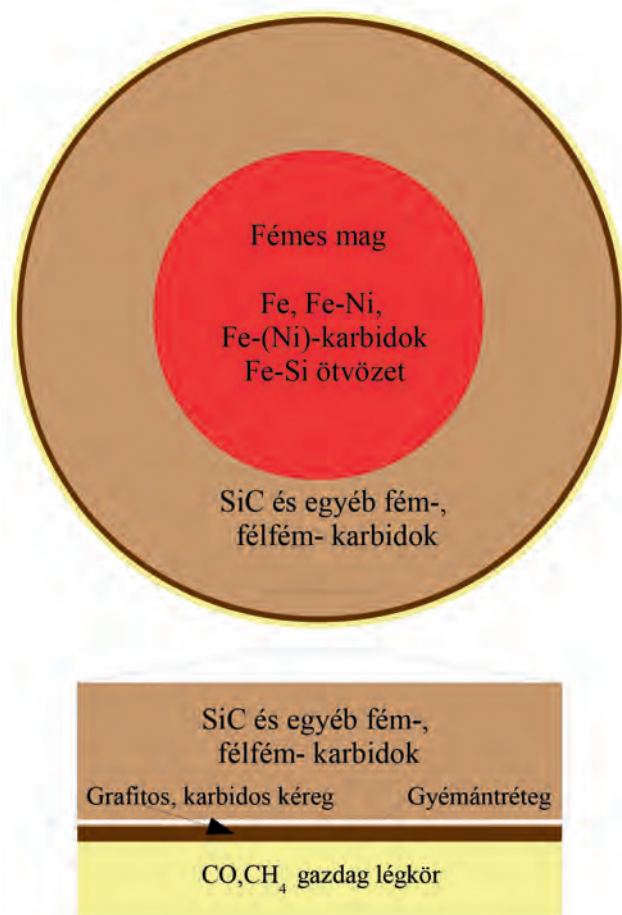 Fémes mag
Fe, Fe-Ni,
Fe-(Ni)-karbidok
Fe-Si ötvözet
SiC és egyéb fém-,
félfém- karbidok
SiC és egyéb fém-,
félfém- karbidok
Grafitos, karbidos kéreg Gyémántréteg
CO,CH₄ gazdag légkör